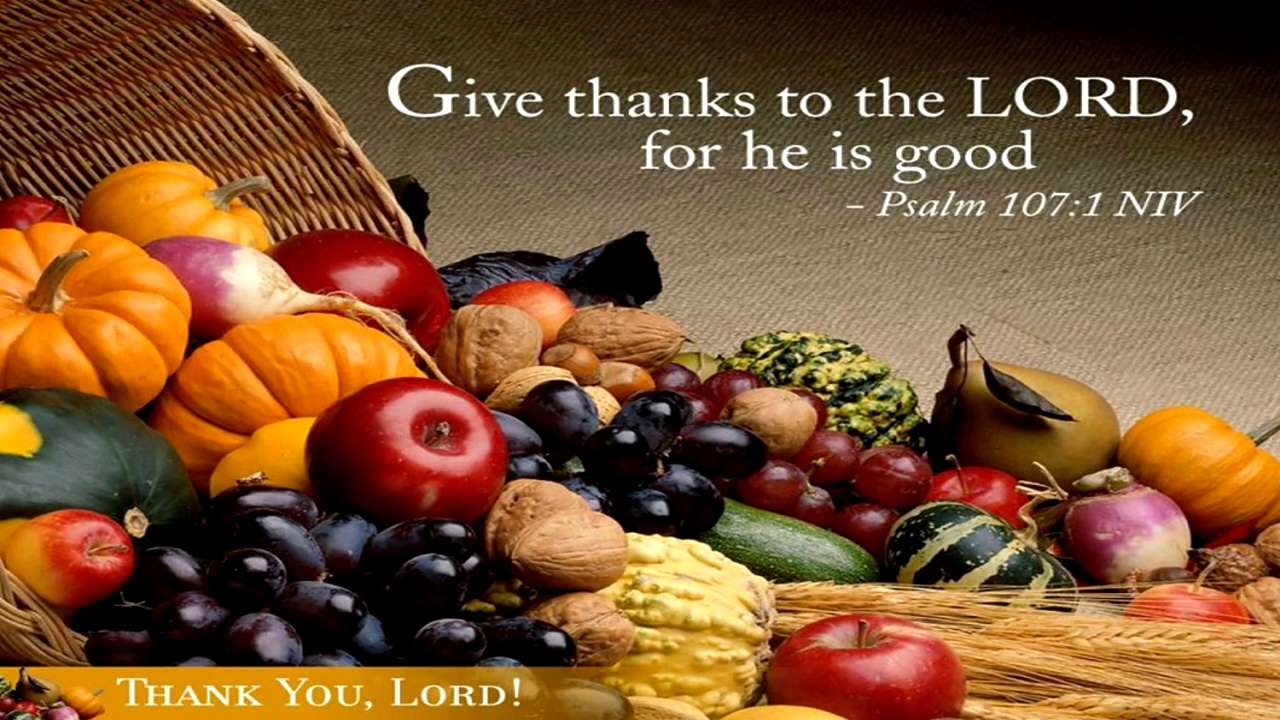 Give thanks to the LORD,
for he is good
– Psalm 107:1 NIV
THANK YOU, LORD!